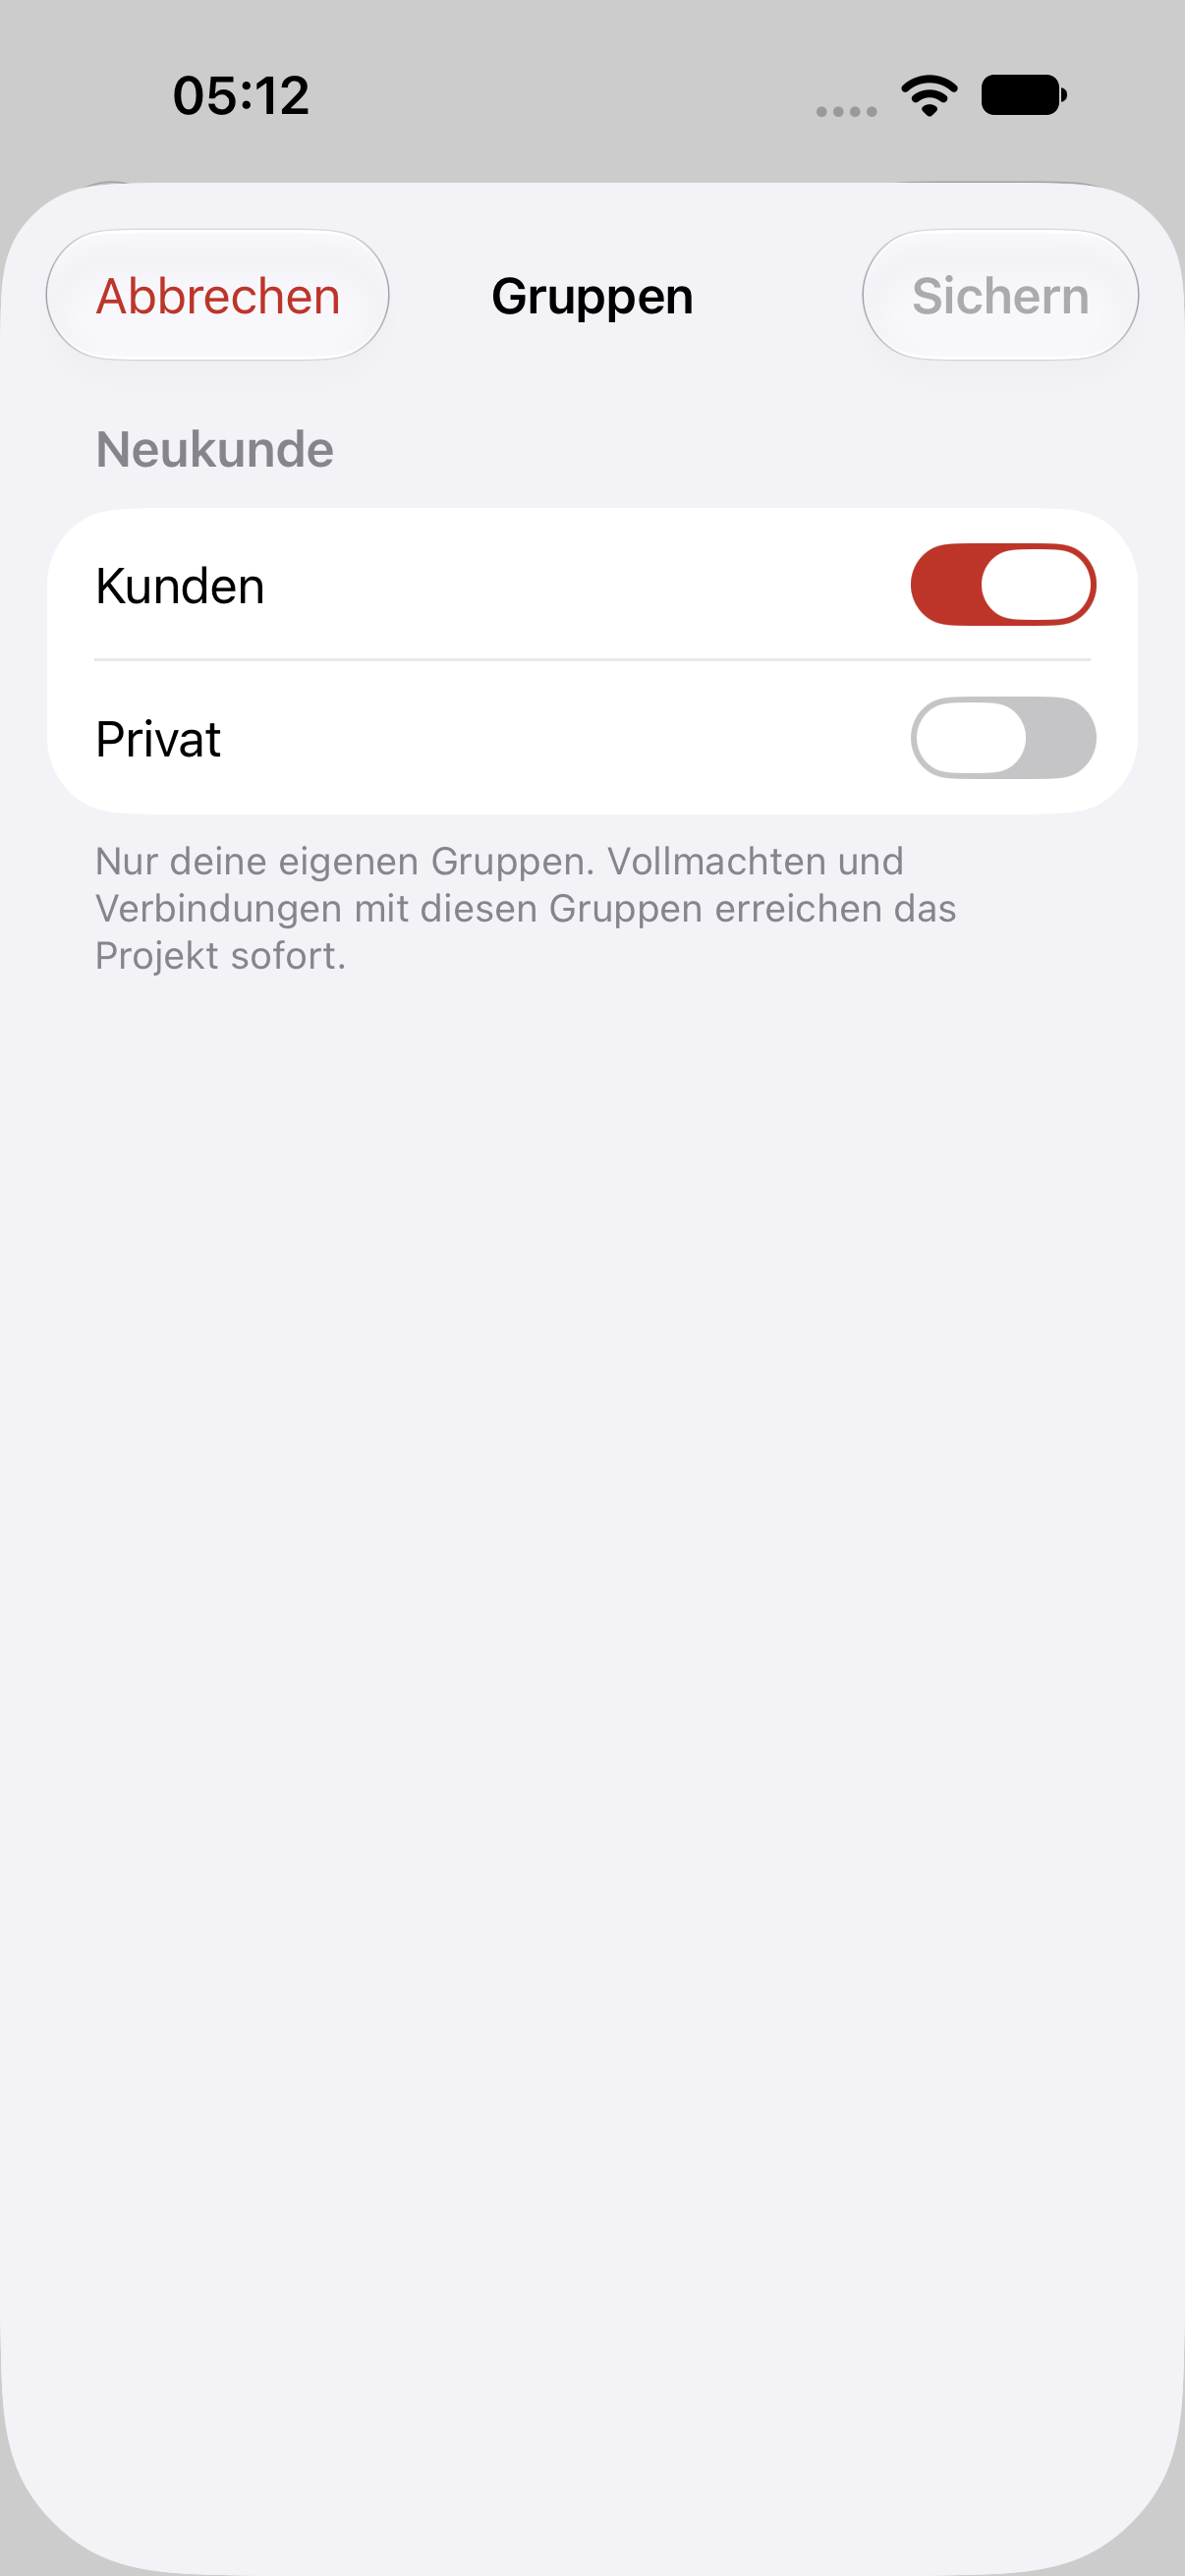 05:12
Abbrechen
Gruppen
Sichern
Neukunde
Kunden
Privat
Nur deine eigenen Gruppen. Vollmachten und
Verbindungen mit diesen Gruppen erreichen das
Projekt sofort.